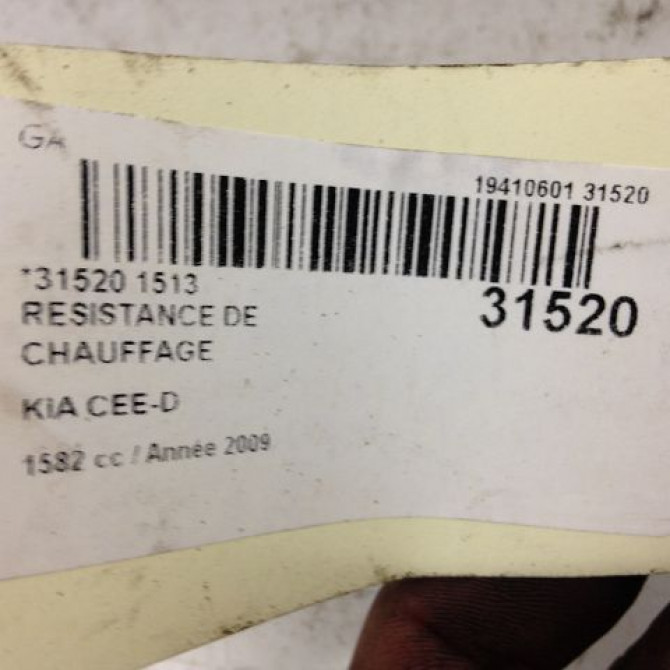 GA
19410601 31520
*31520 1513
31520
RESISTANCE DE
CHAUFFAGE
KIA CEE-D
1582 cc / Année 2009